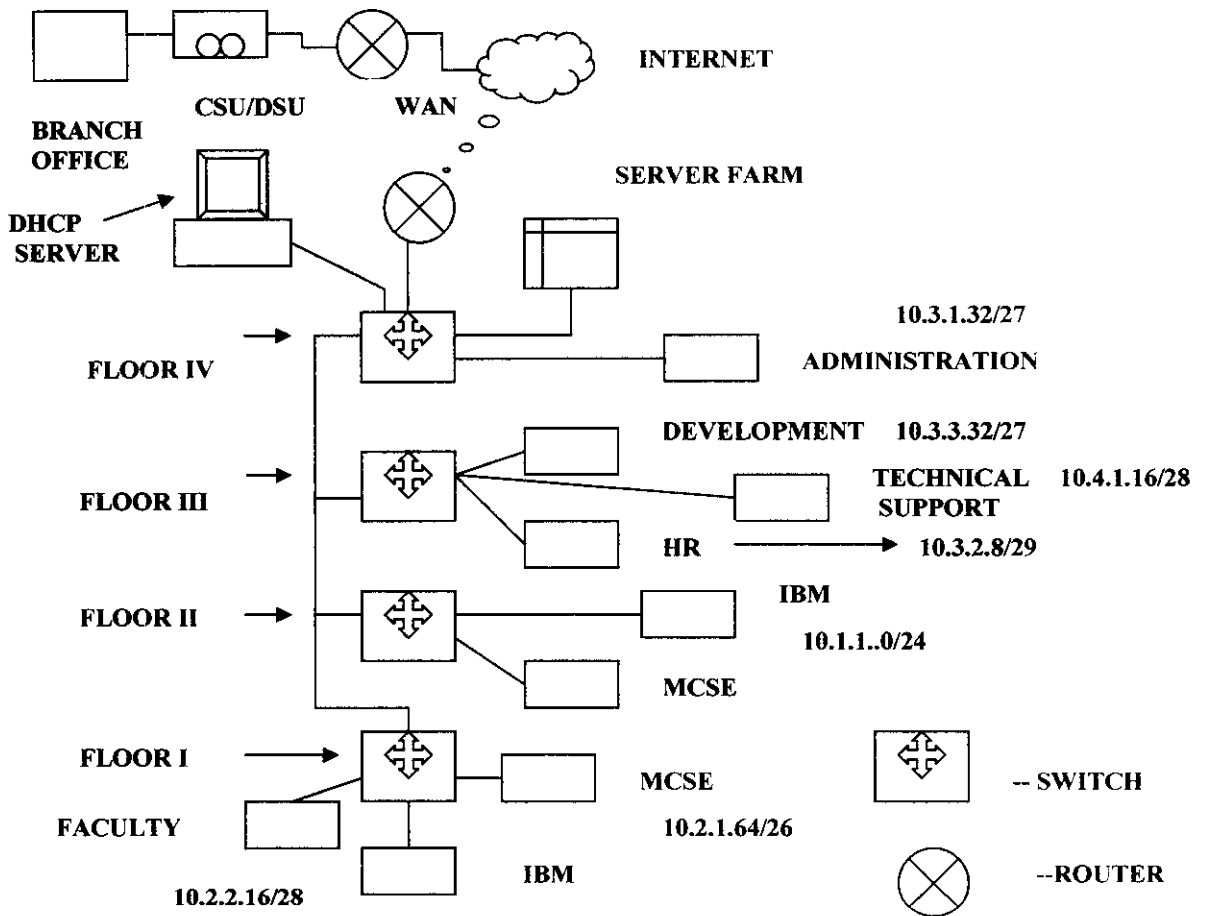 INTERNET
CSU/DSU WAN
BRANCH
OFFICE
SERVER FARM
DHCP
SERVER
10.3.1.32/27
FLOOR IV
ADMINISTRATION
DEVELOPMENT 10.3.3.32/27
FLOOR III
TECHNICAL 10.4.1.16/28
SUPPORT
HR 10.3.2.8/29
FLOOR II
IBM
10.1.1..0/24
MCSE
FLOOR I
MCSE
-- SWITCH
FACULTY
10.2.1.64/26
IBM
--ROUTER
10.2.2.16/28